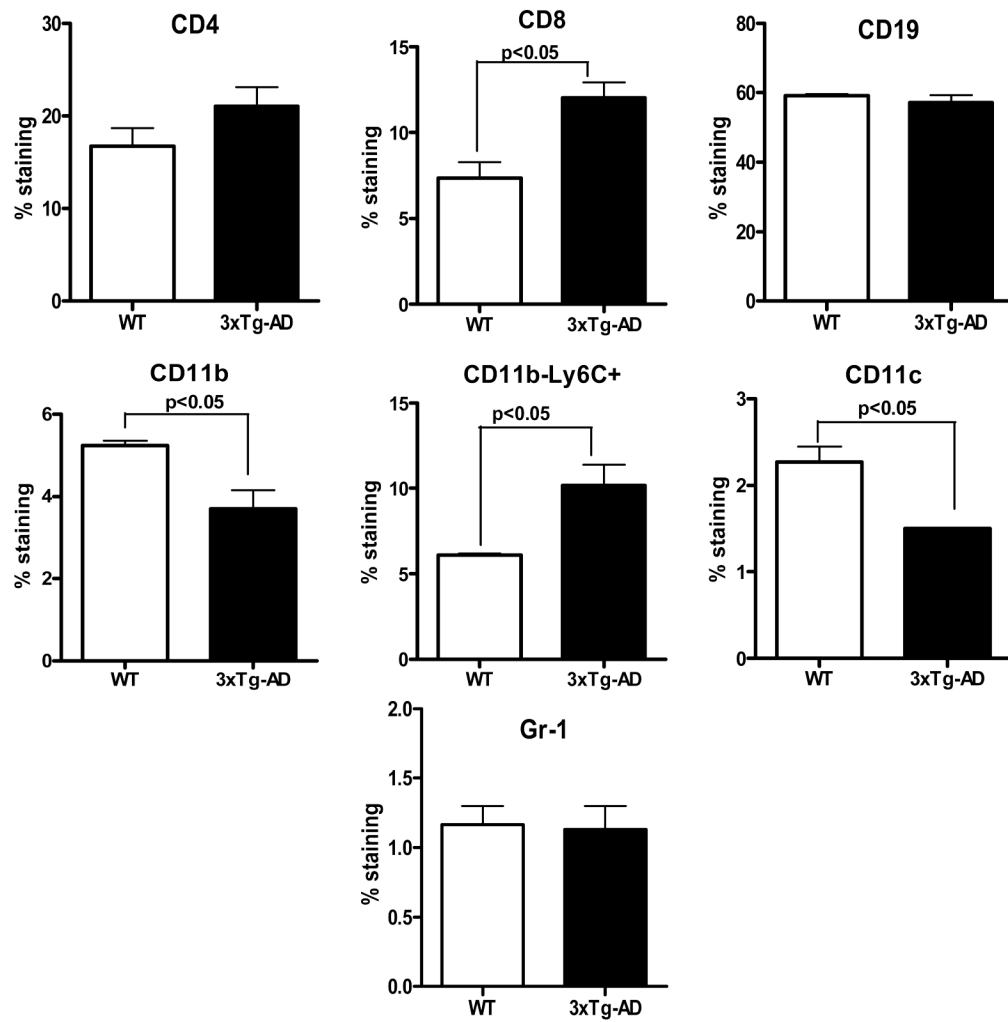 CD4
% staining
30
20
10
0
WT 3xTg-AD
CD8
p<0.05
% staining
15
10
5
0
WT 3xTg-AD
CD19
% staining
80
60
40
20
0
WT 3xTg-AD
CD11b
p<0.05
% staining
6
4
2
0
WT 3xTg-AD
CD11b-Ly6C+
p<0.05
% staining
15
10
5
0
WT 3xTg-AD
CD11c
p<0.05
% staining
3
2
1
0
WT 3xTg-AD
Gr-1
% staining
2.0
1.5
1.0
0.5
0.0
WT 3xTg-AD